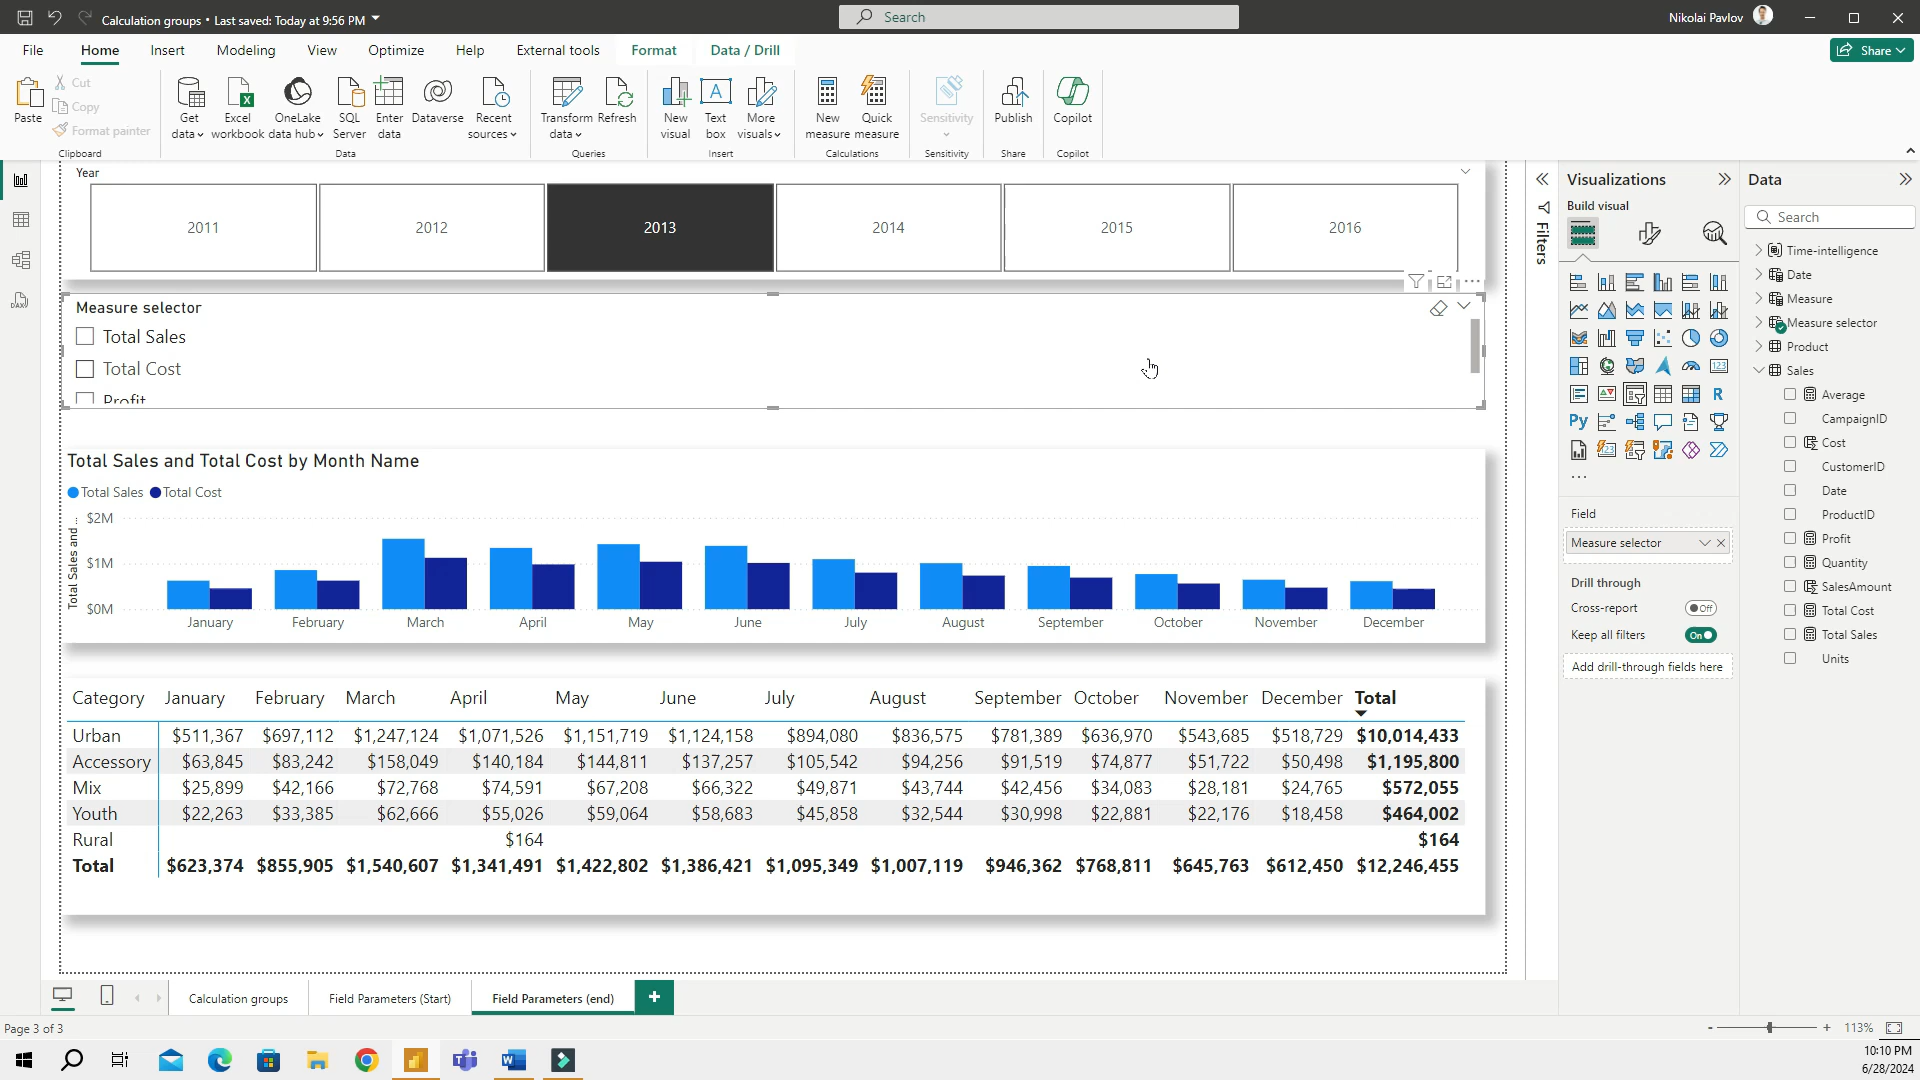 Calculation groups • Last saved: Today at 9:56 PM
Search
Nikolai Pavlov
File
Home
Insert
Modeling
View
Optimize
Help
External tools
Format
Data / Drill
Share
Paste
Cut
Copy
Format painter
Clipboard
Get data
Excel workbook
OneLake data hub
SQL Server
Enter data
Dataverse
Recent sources
Data
Transform data
Refresh
Queries
New visual
Text box
More visuals
Insert
New measure
Quick measure
Calculations
Sensitivity
Sensitivity
Publish
Share
Copilot
Copilot
Year
2011 2012 2013 2014 2015 2016
Measure selector
Total Sales
Total Cost
Profit
Total Sales and Total Cost by Month Name
Total Sales Total Cost
Total Sales and ...
$2M
$1M
$0M
January February March April May June July August September October November December
Category January February March April May June July August September October November December Total
Urban $511,367 $697,112 $1,247,124 $1,071,526 $1,151,719 $1,124,158 $894,080 $836,575 $781,389 $636,970 $543,685 $518,729 $10,014,433
Accessory $63,845 $83,242 $158,049 $140,184 $144,811 $137,257 $105,542 $94,256 $91,519 $74,877 $51,722 $50,498 $1,195,800
Mix $25,899 $42,166 $72,768 $74,591 $67,208 $66,322 $49,871 $43,744 $42,456 $34,083 $28,181 $24,765 $572,055
Youth $22,263 $33,385 $62,666 $55,026 $59,064 $58,683 $45,858 $32,544 $30,998 $22,881 $22,176 $18,458 $464,002
Rural $164 $164
Total $623,374 $855,905 $1,540,607 $1,341,491 $1,422,802 $1,386,421 $1,095,349 $1,007,119 $946,362 $768,811 $645,763 $612,450 $12,246,455
Filters
Visualizations
Build visual
R
Py
123
123
...
Field
Measure selector
Drill through
Cross-report
Off
Keep all filters
On
Add drill-through fields here
Data
Search
Time-intelligence
Date
Measure
Measure selector
Product
Sales
Average
CampaignID
Cost
CustomerID
Date
ProductID
Profit
Quantity
SalesAmount
Total Cost
Total Sales
Units
Calculation groups
Field Parameters (Start)
Field Parameters (end)
+
Page 3 of 3
- + 113%
10:10 PM
6/28/2024